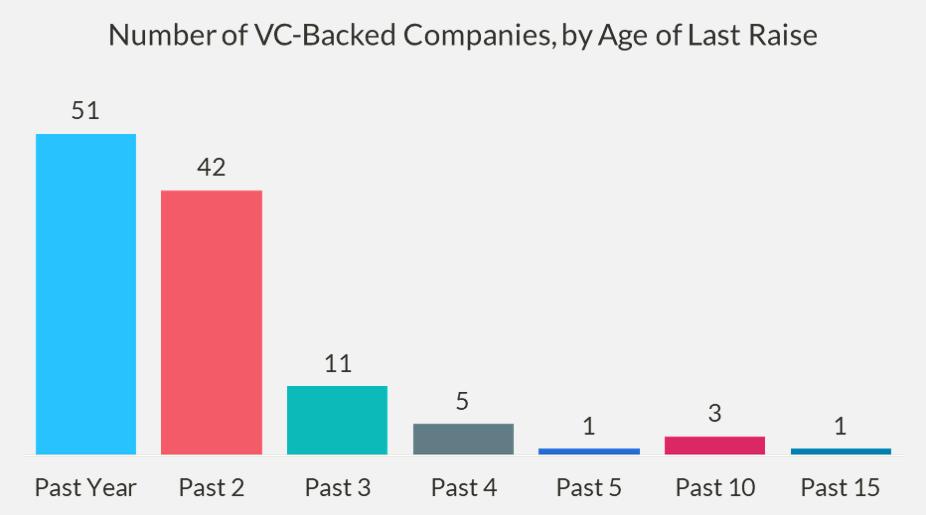 Number of VC-Backed Companies, by Age of Last Raise
51
42
11
5
1
3
1
Past Year
Past 2
Past 3
Past 4
Past 5
Past 10
Past 15